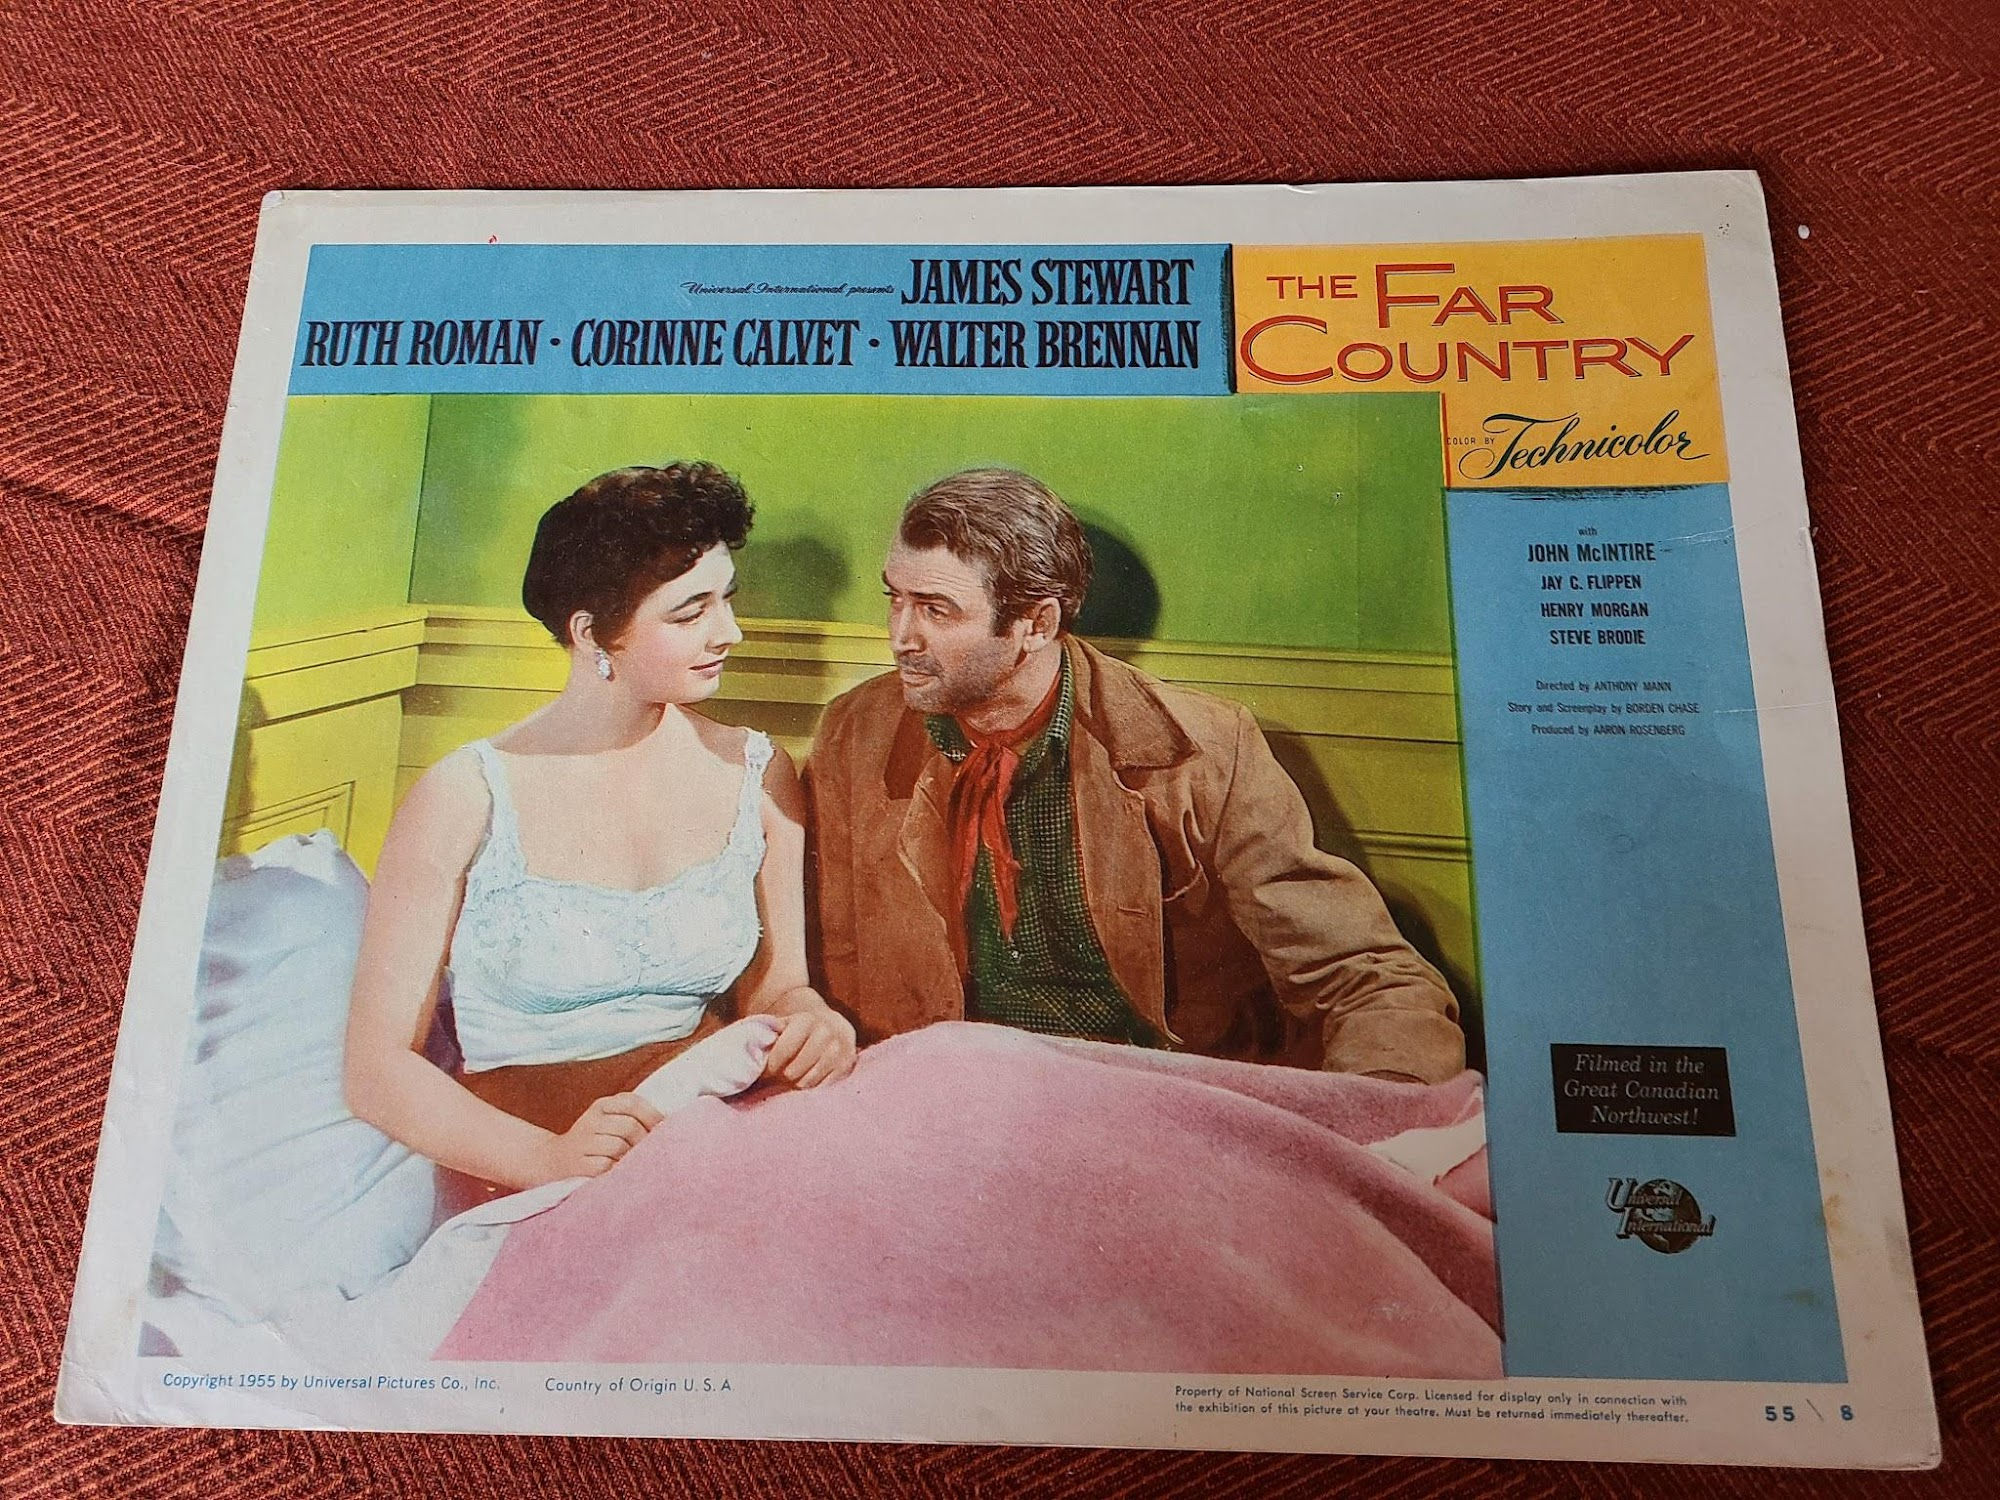 Universal-International presents JAMES STEWART
RUTH ROMAN • CORINNE CALVET • WALTER BRENNAN
THE FAR
COUNTRY
COLOR BY Technicolor
with
JOHN McINTIRE
JAY C. FLIPPEN
HENRY MORGAN
STEVE BRODIE
Directed by ANTHONY MANN
Story and Screenplay by BORDEN CHASE
Produced by AARON ROSENBERG
Filmed in the
Great Canadian
Northwest!
Universal
International
Copyright 1955 by Universal Pictures Co., Inc. Country of Origin U. S. A.
Property of National Screen Service Corp. Licensed for display only in connection with
the exhibition of this picture at your theatre. Must be returned immediately thereafter.
55 \ 8